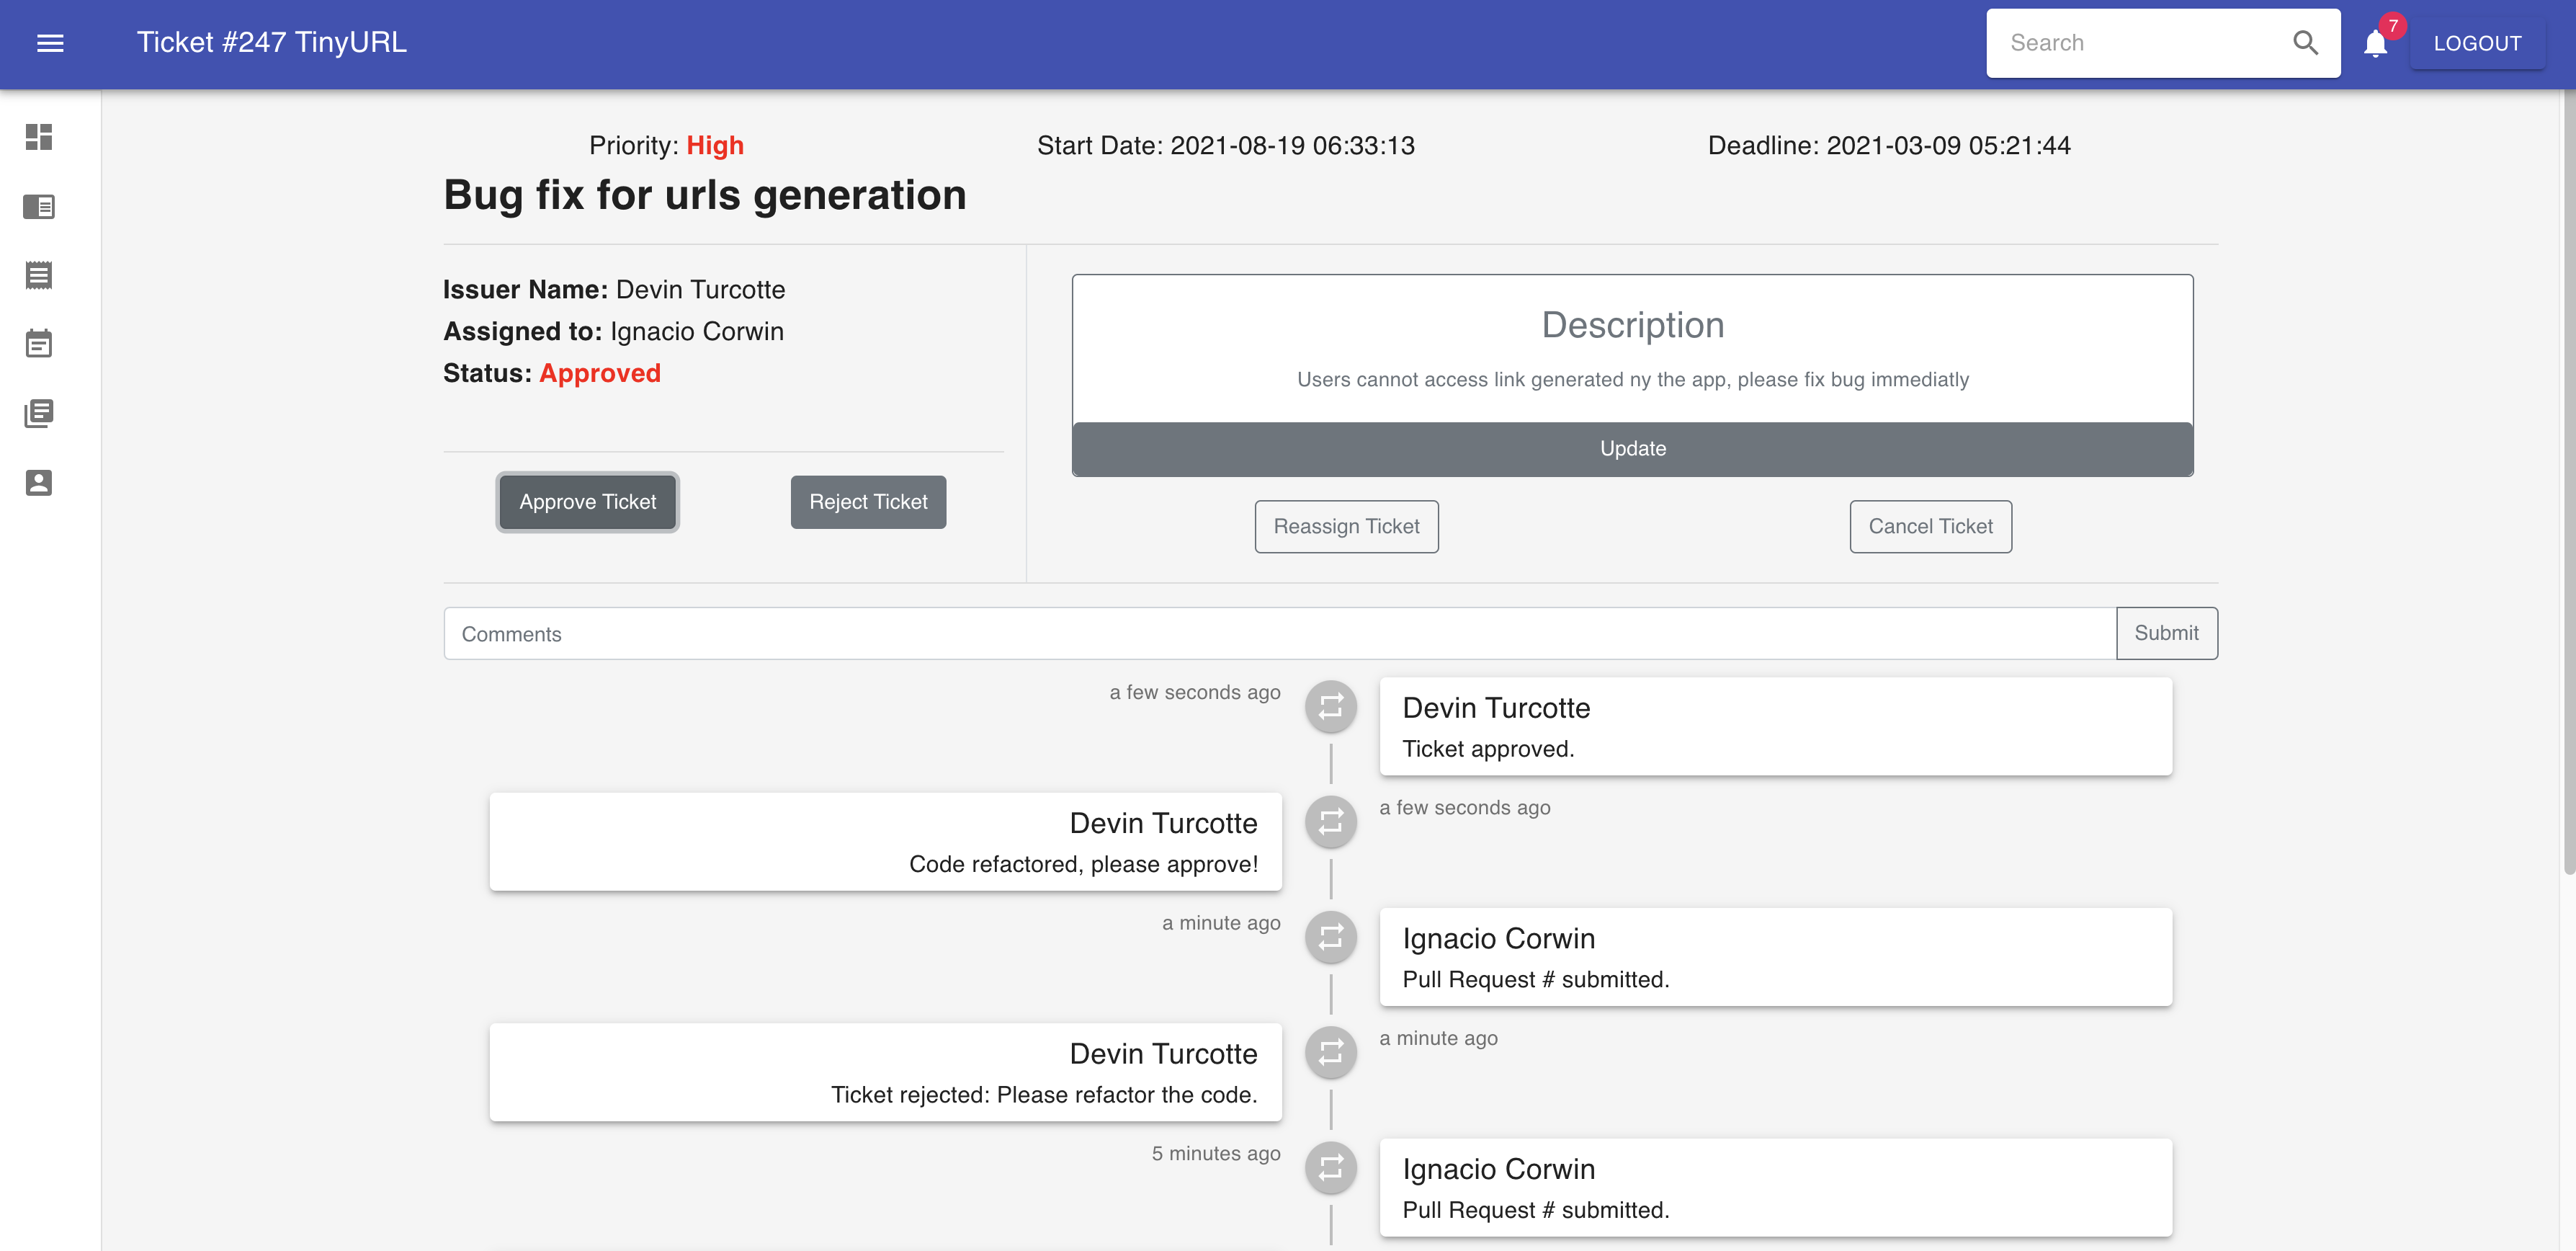 Ticket #247 TinyURL
Search
7
LOGOUT
Priority: High
Start Date: 2021-08-19 06:33:13
Deadline: 2021-03-09 05:21:44
Bug fix for urls generation
Issuer Name: Devin Turcotte
Assigned to: Ignacio Corwin
Status: Approved
Approve Ticket
Reject Ticket
Description
Users cannot access link generated ny the app, please fix bug immediatly
Update
Reassign Ticket
Cancel Ticket
Comments
Submit
a few seconds ago
Devin Turcotte
Ticket approved.
Devin Turcotte
Code refactored, please approve!
a few seconds ago
a minute ago
Ignacio Corwin
Pull Request # submitted.
Devin Turcotte
Ticket rejected: Please refactor the code.
a minute ago
5 minutes ago
Ignacio Corwin
Pull Request # submitted.